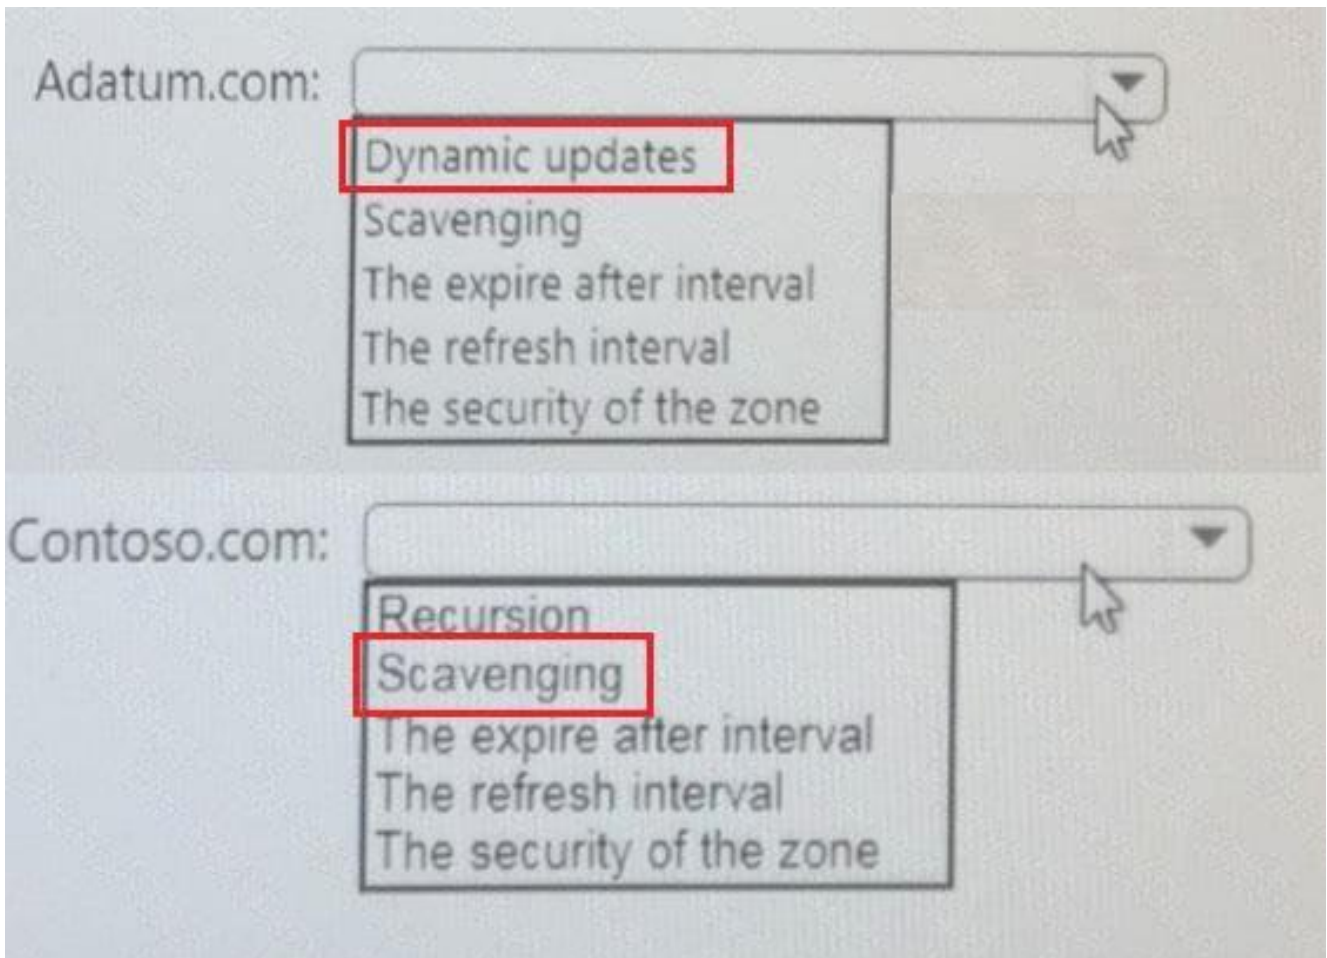 Adatum.com:
Dynamic updates
Scavenging
The expire after interval
The refresh interval
The security of the zone
Contoso.com:
Recursion
Scavenging
The expire after interval
The refresh interval
The security of the zone